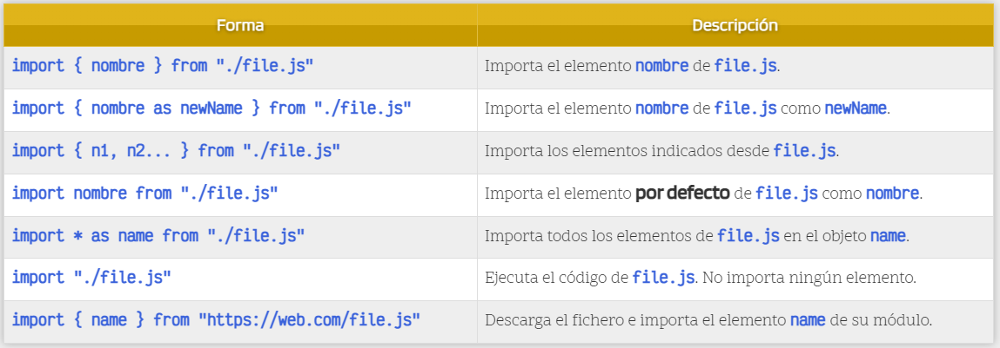 Forma Descripción
import { nombre } from "./file.js" Importa el elemento nombre de file.js.
import { nombre as newName } from "./file.js" Importa el elemento nombre de file.js como newName.
import { n1, n2... } from "./file.js" Importa los elementos indicados desde file.js.
import nombre from "./file.js" Importa el elemento por defecto de file.js como nombre.
import * as name from "./file.js" Importa todos los elementos de file.js en el objeto name.
import "./file.js" Ejecuta el código de file.js. No importa ningún elemento.
import { name } from "https://web.com/file.js" Descarga el fichero e importa el elemento name de su módulo.